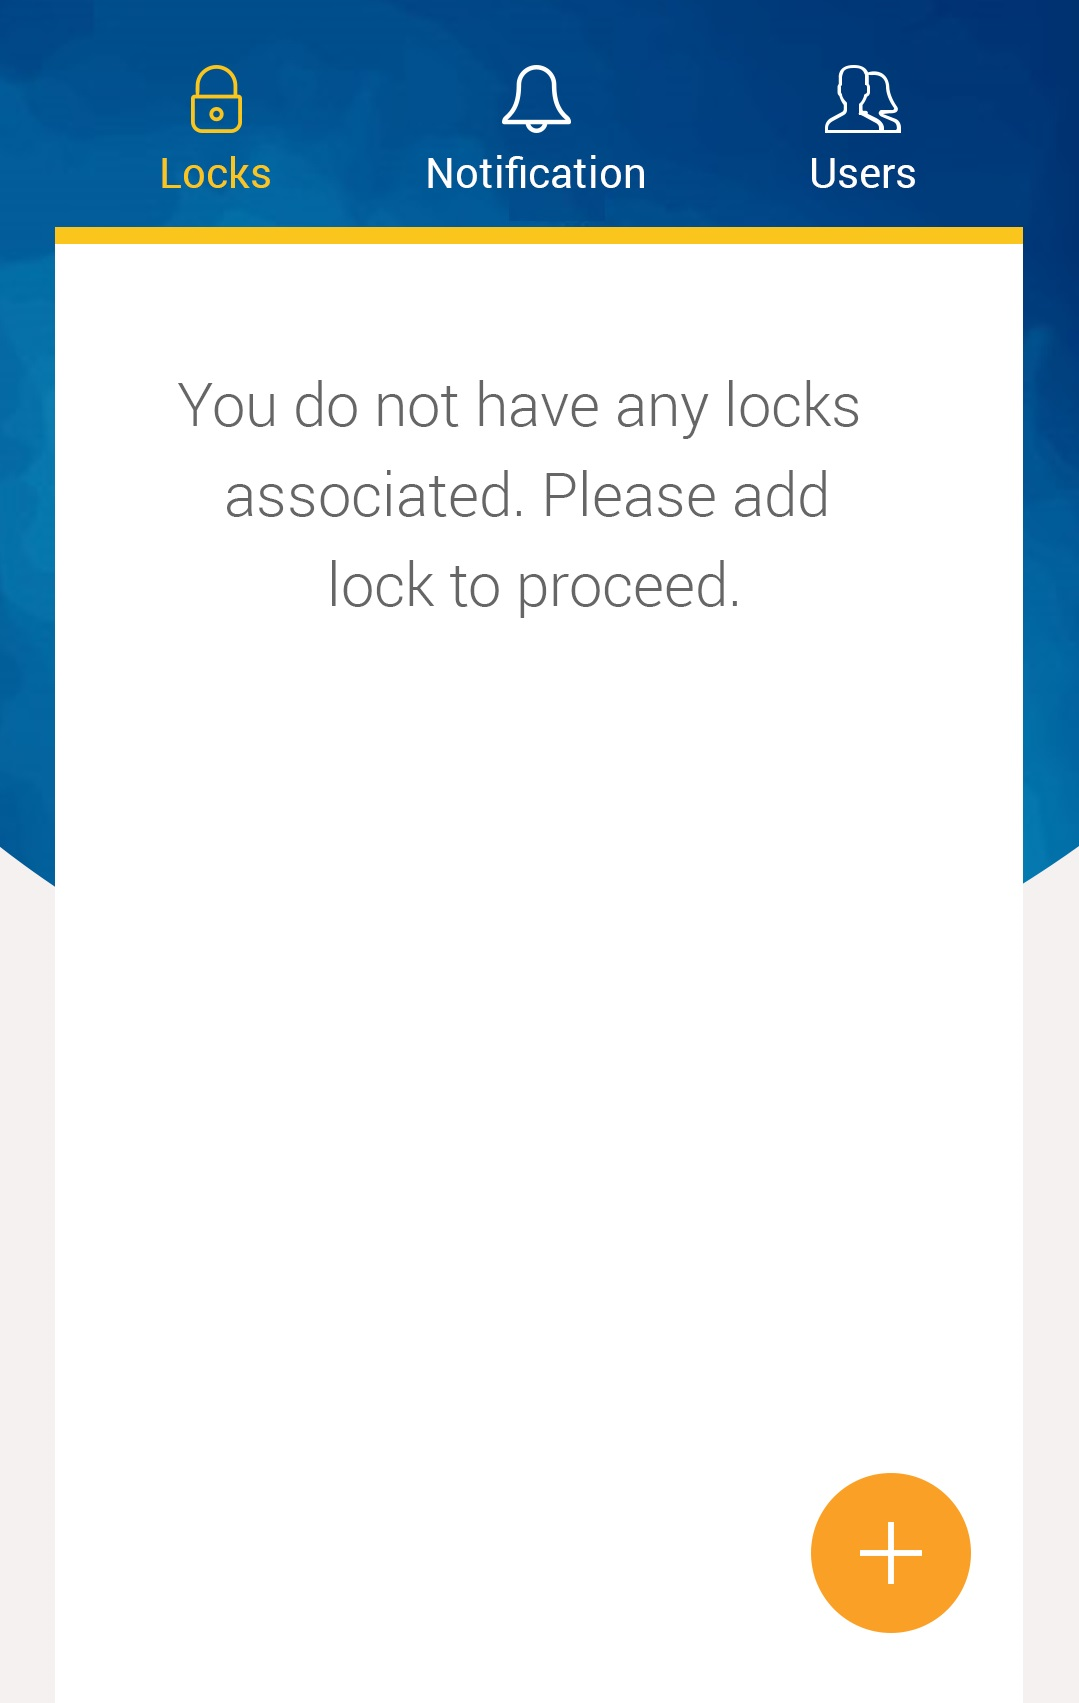 Locks
Notification
Users
You do not have any locks
associated. Please add
lock to proceed.